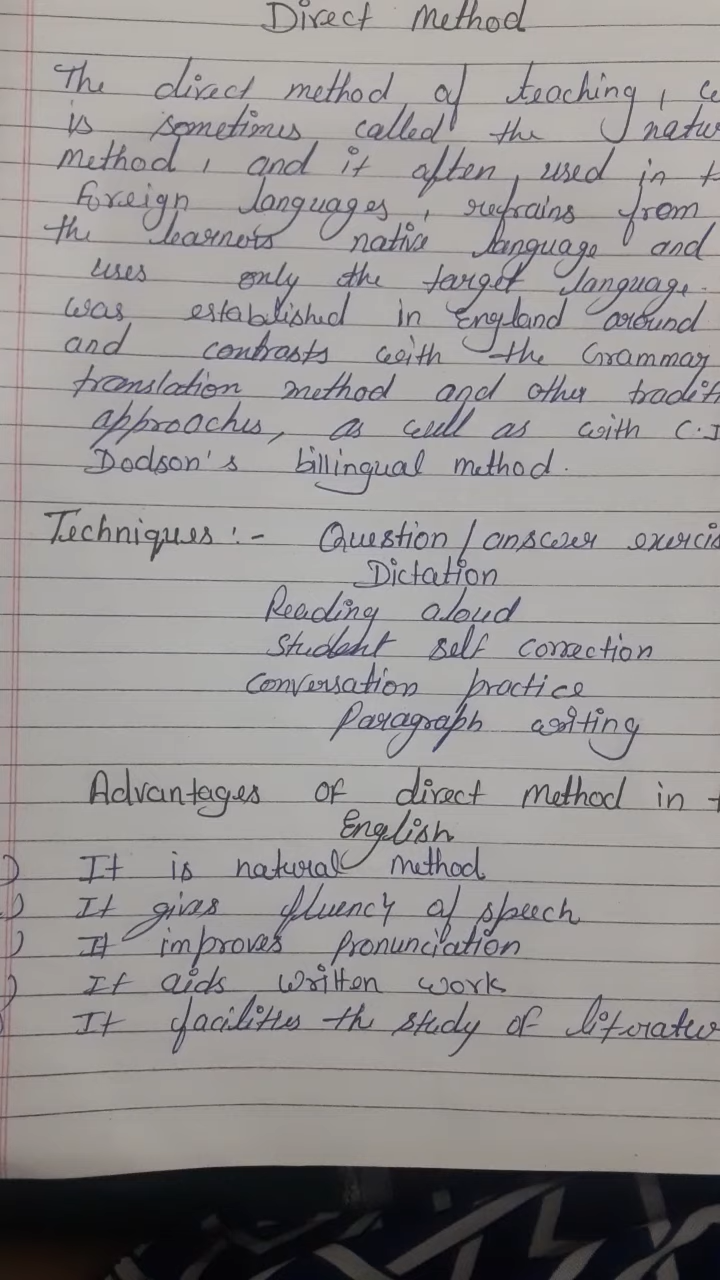 Direct Method
The direct method of teaching,
is sometimes called the natu
method, and it often, used in t
foreign languages, refrains from
the learners native language and
uses only the target language.
was established in England around
and contrasts with the Grammar
translation method and other tradit
approaches, as well as with C.J
Dodson's billingual method.
Techniques :- Question / answer exercis
Dictation
Reading aloud
Student self correction
Conversation practice
Paragraph writing
Advantages of direct Method in t
English
It is natural method
It gives fluency of speech
It improves pronunciation
It aids written work
It facilities the study of literatur